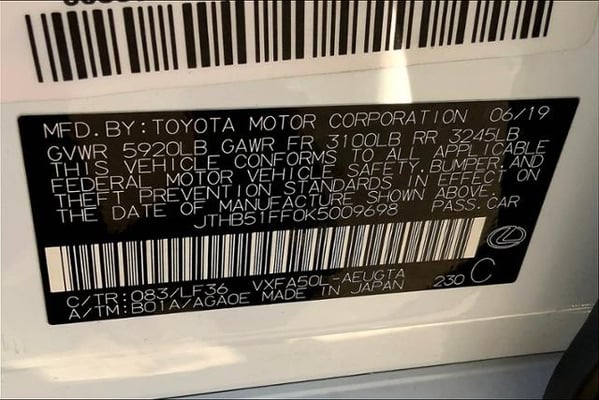 MFD.BY:TOYOTA MOTOR CORPORATION 06/19
GVWR 5920LB GAWR FR 3100LB RR 3245LB
THIS VEHICLE CONFORMS TO ALL APPLICABLE
FEDERAL MOTOR VEHICLE SAFETY,BUMPER,AND
THEFT PREVENTION STANDARDS IN EFFECT ON
THE DATE OF MANUFACTURE SHOWN ABOVE.
JTHB51FF0K5009698 PASS.CAR
C/TR:083/LF36 VXFA50L-AEUGTA
A/TM:B01A/AGA0E MADE IN JAPAN 230 C